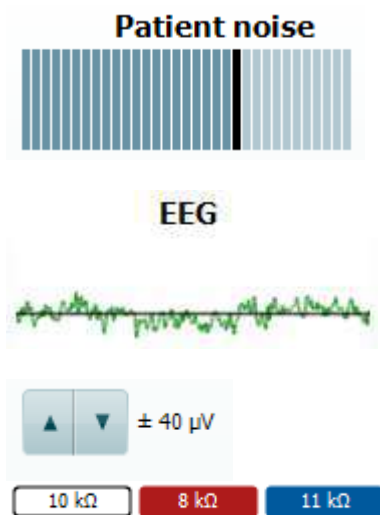 Patient noise
EEG
± 40 µV
10 kΩ 8 kΩ 11 kΩ